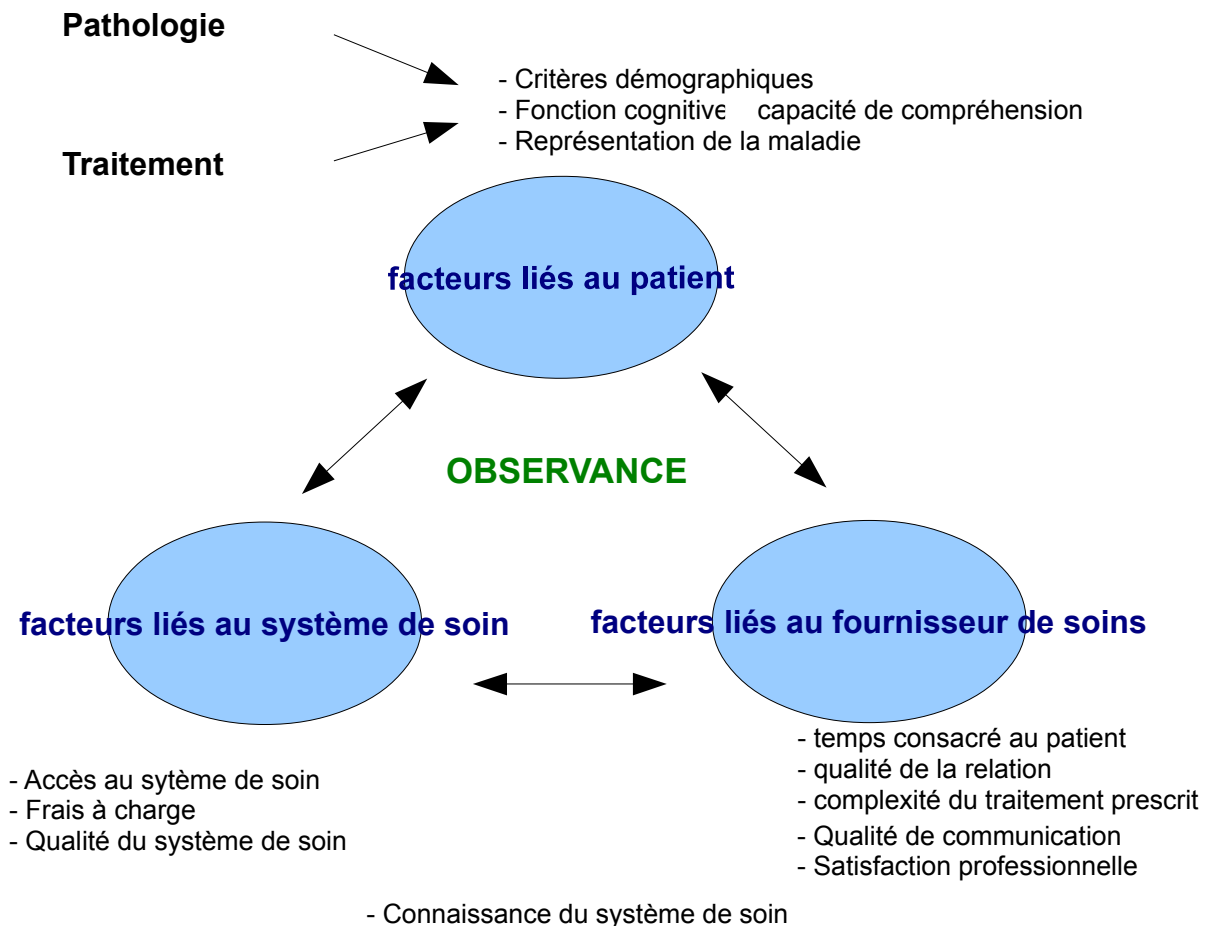 Pathologie
- Critères démographiques
- Fonction cognitive capacité de compréhension
- Représentation de la maladie
Traitement
facteurs liés au patient
OBSERVANCE
facteurs liés au système de soin
facteurs liés au fournisseur de soins
- temps consacré au patient
- qualité de la relation
- complexité du traitement prescrit
- Qualité de communication
- Satisfaction professionnelle
- Accès au sytème de soin
- Frais à charge
- Qualité du système de soin
- Connaissance du système de soin